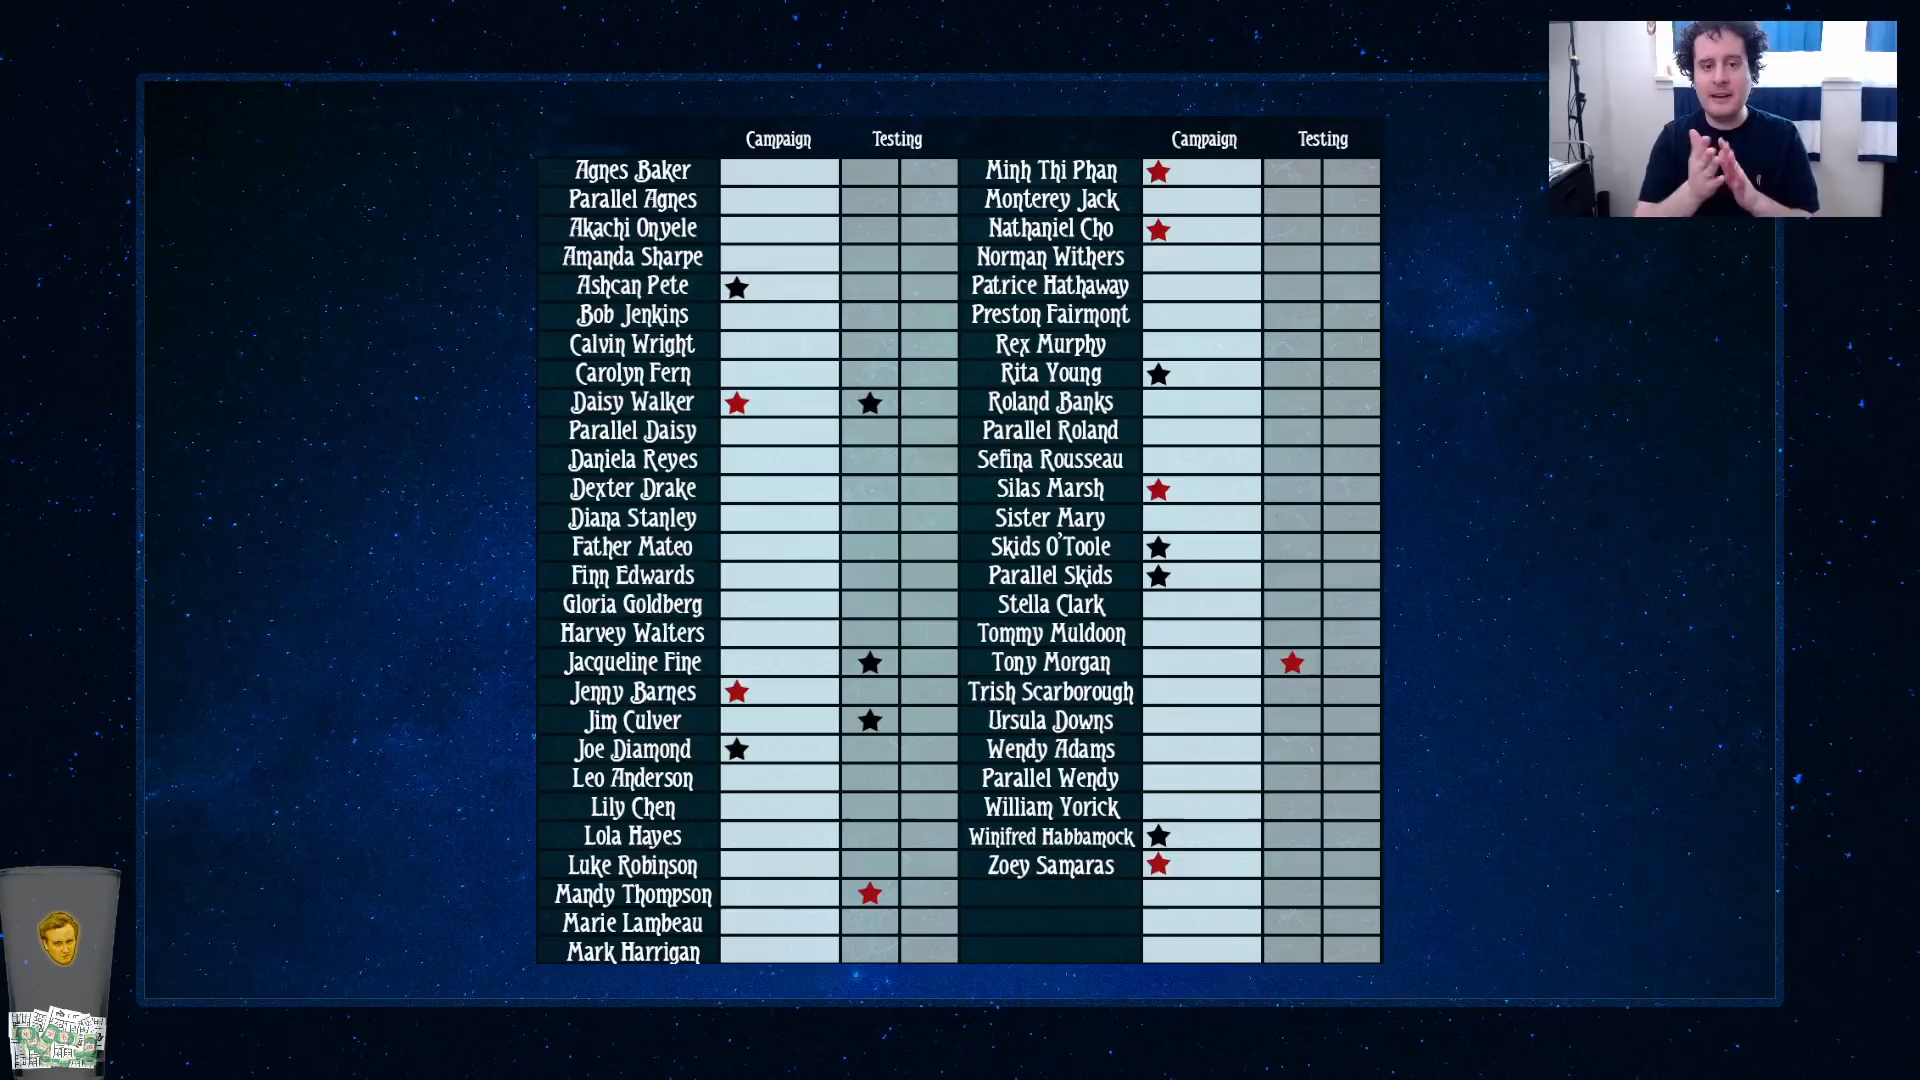 Campaign Testing Campaign Testing
Agnes Baker Minh Thi Phan
Parallel Agnes Monterey Jack
Akachi Onyele Nathaniel Cho
Amanda Sharpe Norman Withers
Ashcan Pete Patrice Hathaway
Bob Jenkins Preston Fairmont
Calvin Wright Rex Murphy
Carolyn Fern Rita Young
Daisy Walker Roland Banks
Parallel Daisy Parallel Roland
Daniela Reyes Sefina Rousseau
Dexter Drake Silas Marsh
Diana Stanley Sister Mary
Father Mateo Skids O'Toole
Finn Edwards Parallel Skids
Gloria Goldberg Stella Clark
Harvey Walters Tommy Muldoon
Jacqueline Fine Tony Morgan
Jenny Barnes Trish Scarborough
Jim Culver Ursula Downs
Joe Diamond Wendy Adams
Leo Anderson Parallel Wendy
Lily Chen William Yorick
Lola Hayes Winifred Habbamock
Luke Robinson Zoey Samaras
Mandy Thompson
Marie Lambeau
Mark Harrigan